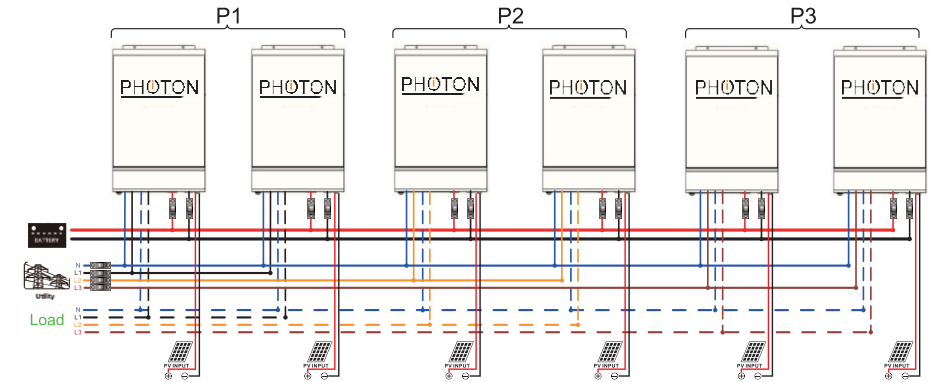 P1 P2 P3
PHOTON PHOTON PHOTON PHOTON PHOTON PHOTON
BATTERY
N
L1
L2
L3
Utility
Load
N
L1
L2
L3
PV INPUT PV INPUT PV INPUT PV INPUT PV INPUT PV INPUT